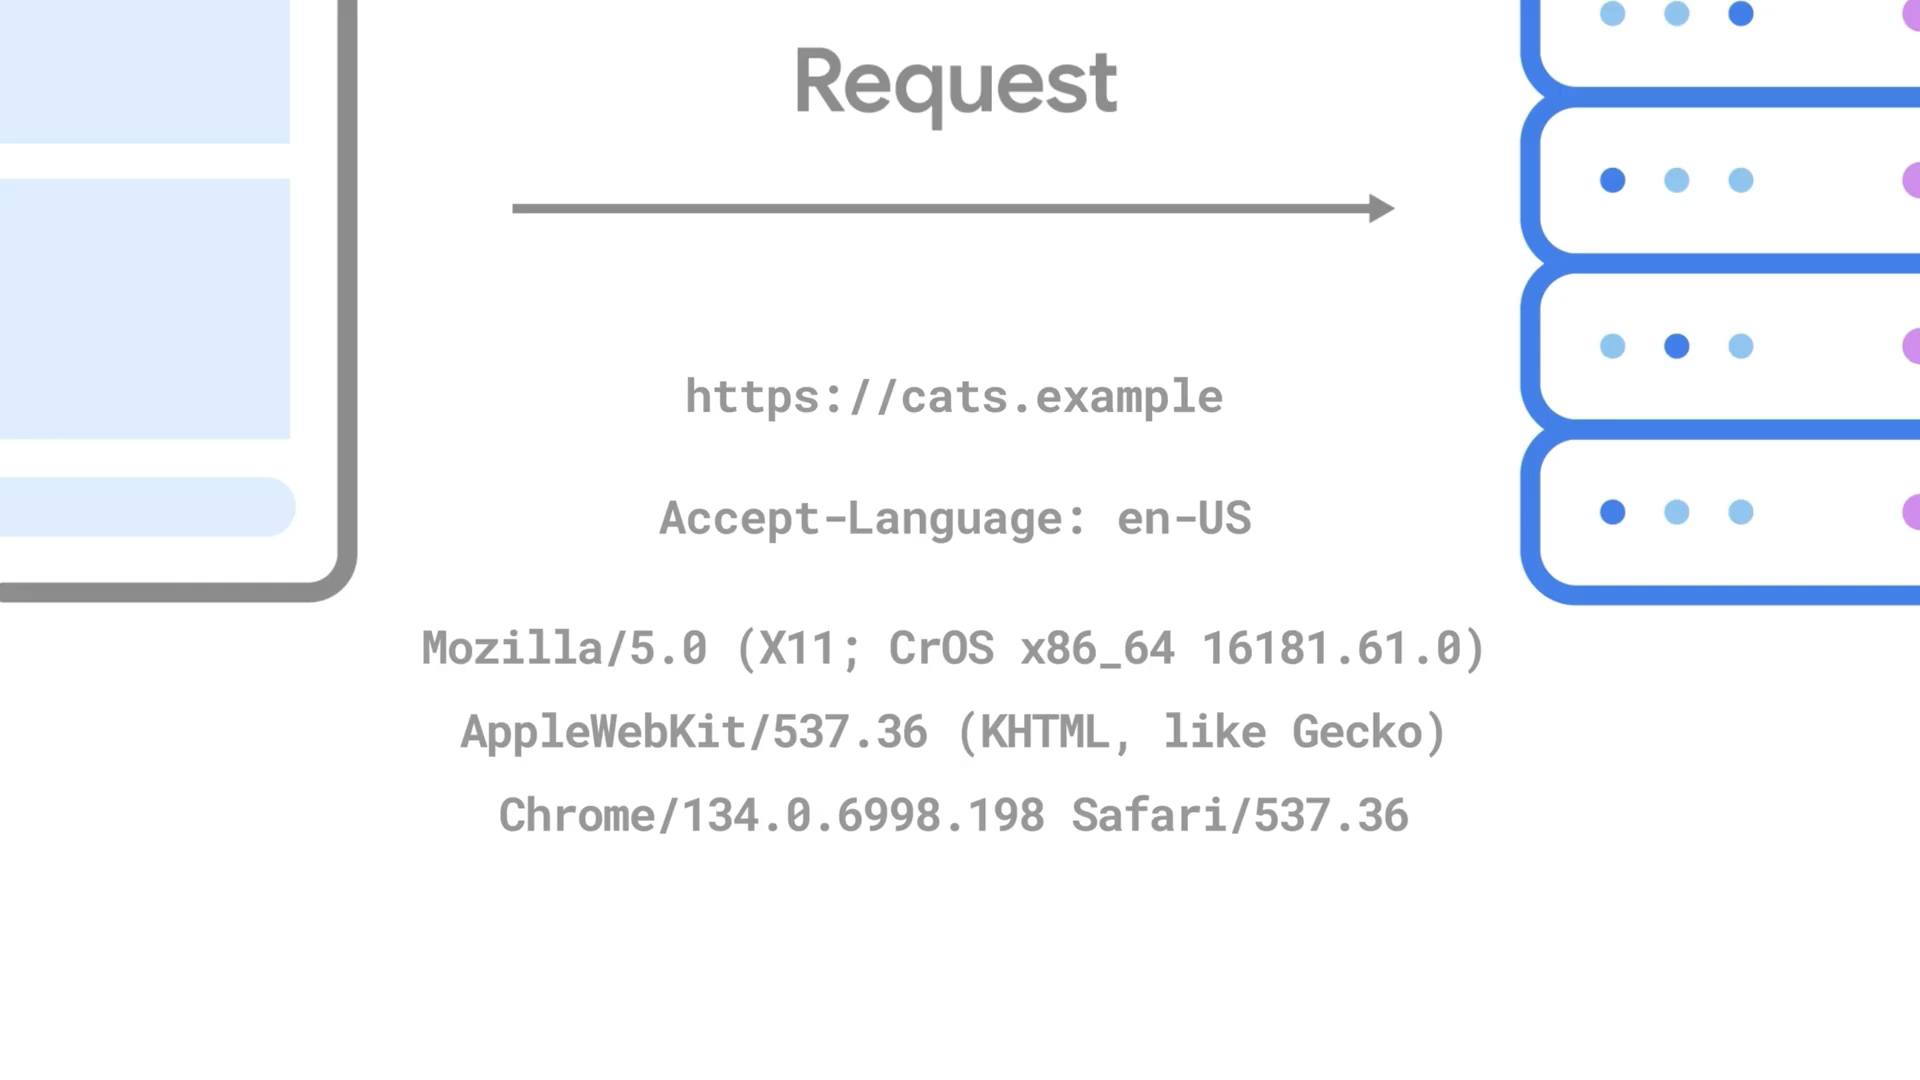 Request
https://cats.example
Accept-Language: en-US
Mozilla/5.0 (X11; CrOS x86_64 16181.61.0)
AppleWebKit/537.36 (KHTML, like Gecko)
Chrome/134.0.6998.198 Safari/537.36